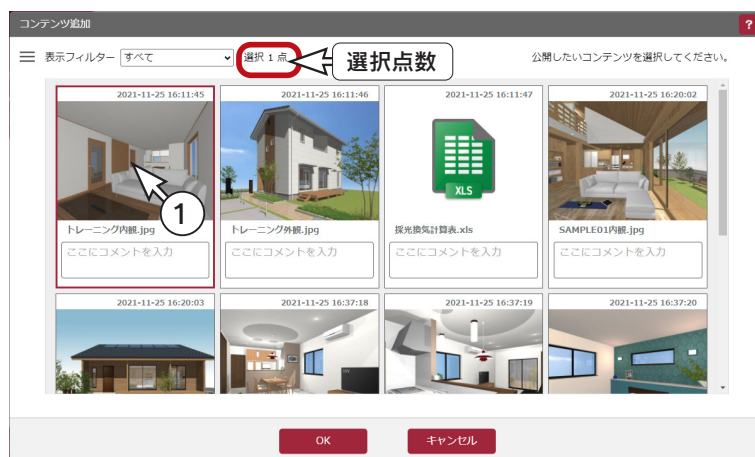 コンテンツ追加
?
表示フィルター すべて 選択 1 点 選択点数 公開したいコンテンツを選択してください。
2021-11-25 16:11:45 2021-11-25 16:11:46 2021-11-25 16:11:47 2021-11-25 16:20:02
XLS
1
トレーニング内観.jpg トレーニング外観.jpg 採光換気計算表.xls SAMPLE01内観.jpg
ここにコメントを入力 ここにコメントを入力 ここにコメントを入力 ここにコメントを入力
2021-11-25 16:20:03 2021-11-25 16:37:18 2021-11-25 16:37:19 2021-11-25 16:37:20
OK キャンセル